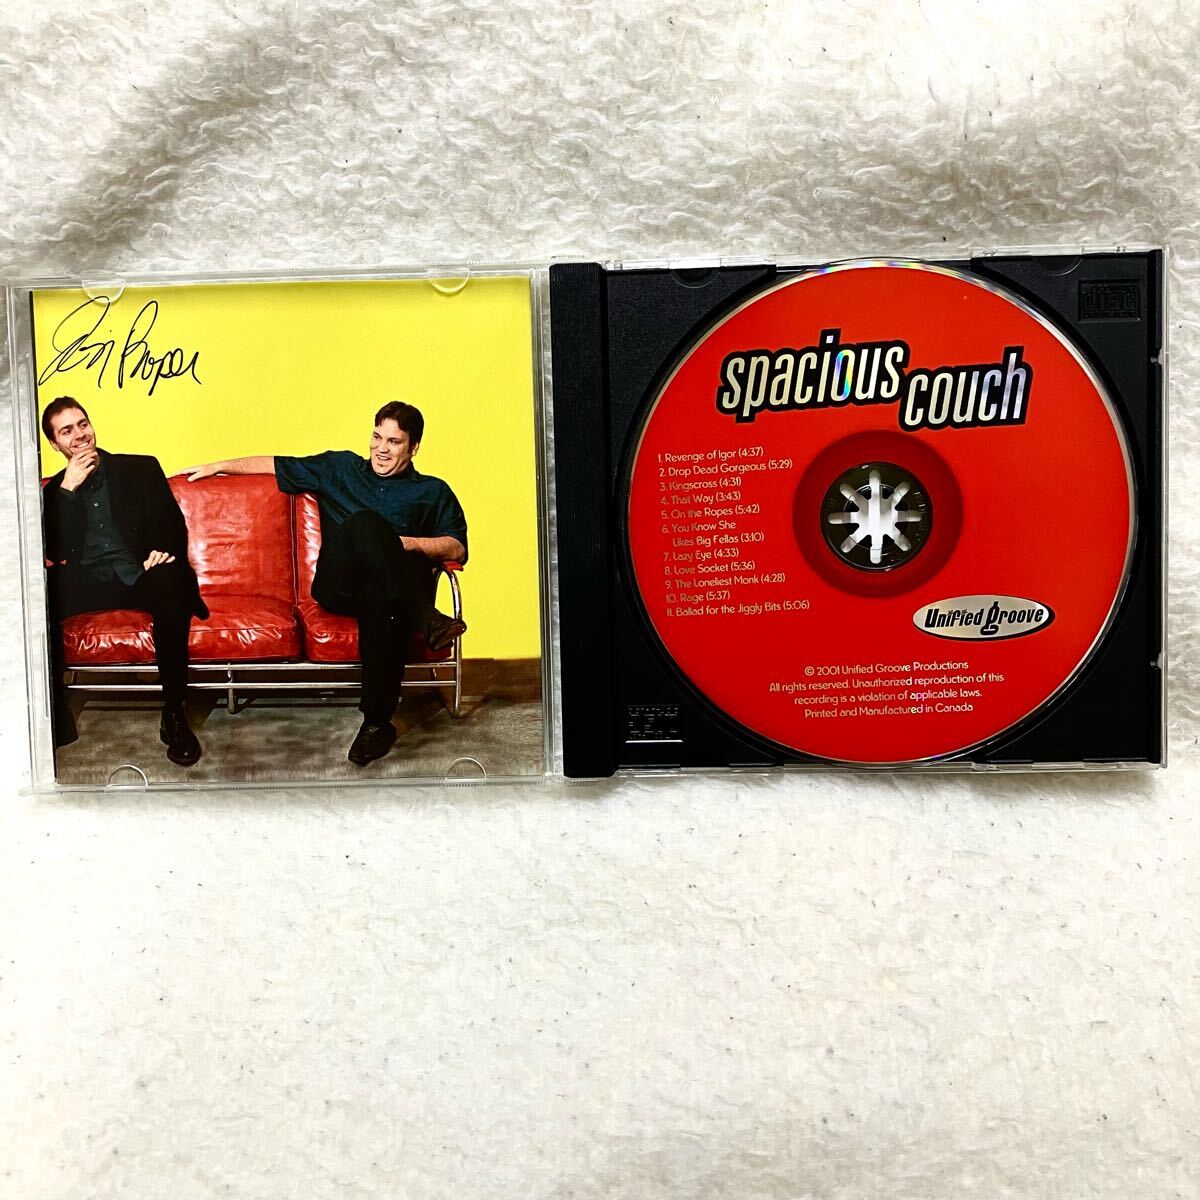 Jim Roper
spacious
couch
1. Revenge of Igor (4:37)
2. Drop Dead Gorgeous (5:29)
3. Kingscross (4:31)
4. That Way (3:43)
5. On the Ropes (5:42)
6. You Know She
Likes Big Fellas (3:10)
7. Lazy Eye (4:33)
8. Love Socket (5:36)
9. The Loneliest Monk (4:28)
10. Rage (5:37)
11. Ballad for the Jiggly Bits (5:06)
Unified groove
© 2001 Unified Groove Productions
All rights reserved. Unauthorized reproduction of this
recording is a violation of applicable laws.
Printed and Manufactured in Canada
disc